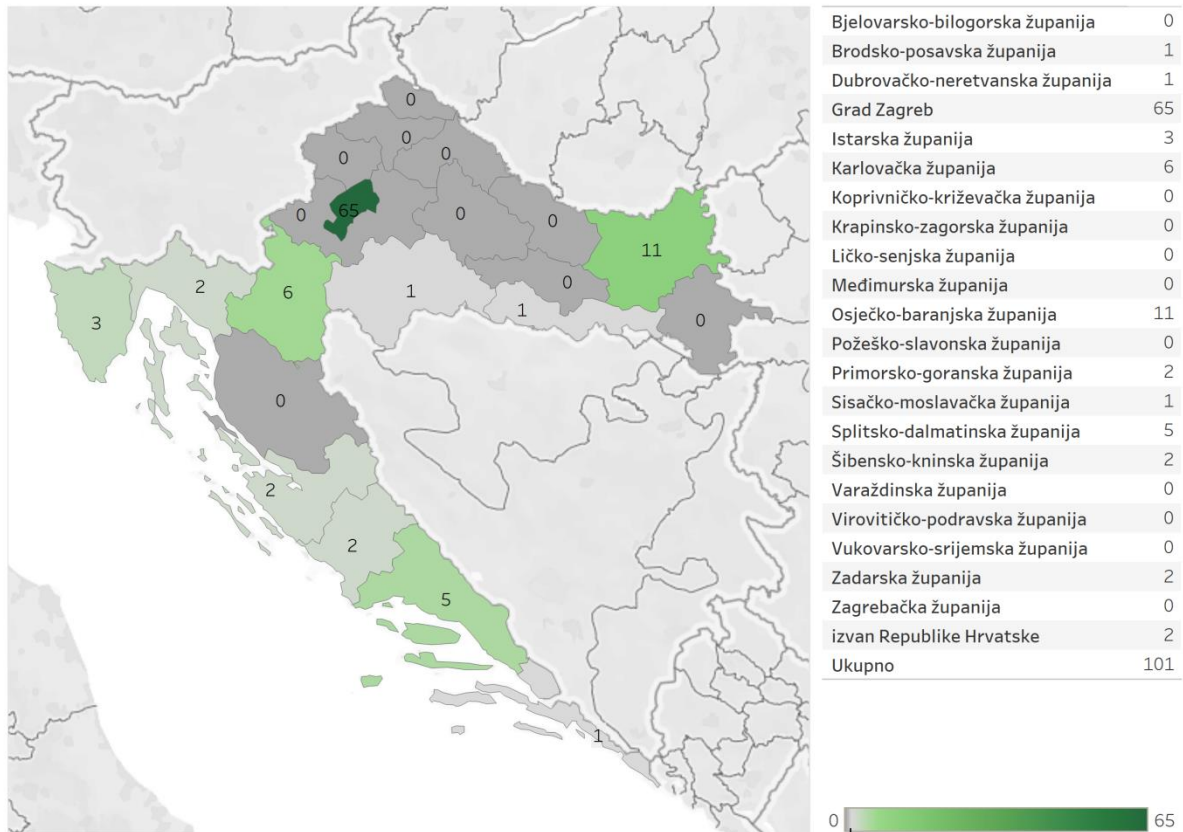 0
0
0
0
0
65
0
0
11
2
6
1
0
3
1
0
0
2
2
5
1
Bjelovarsko-bilogorska županija 0
Brodsko-posavska županija 1
Dubrovačko-neretvanska županija 1
Grad Zagreb 65
Istarska županija 3
Karlovačka županija 6
Koprivničko-križevačka županija 0
Krapinsko-zagorska županija 0
Ličko-senjska županija 0
Međimurska županija 0
Osječko-baranjska županija 11
Požeško-slavonska županija 0
Primorsko-goranska županija 2
Sisačko-moslavačka županija 1
Splitsko-dalmatinska županija 5
Šibensko-kninska županija 2
Varaždinska županija 0
Virovitičko-podravska županija 0
Vukovarsko-srijemska županija 0
Zadarska županija 2
Zagrebačka županija 0
izvan Republike Hrvatske 2
Ukupno 101
0 65